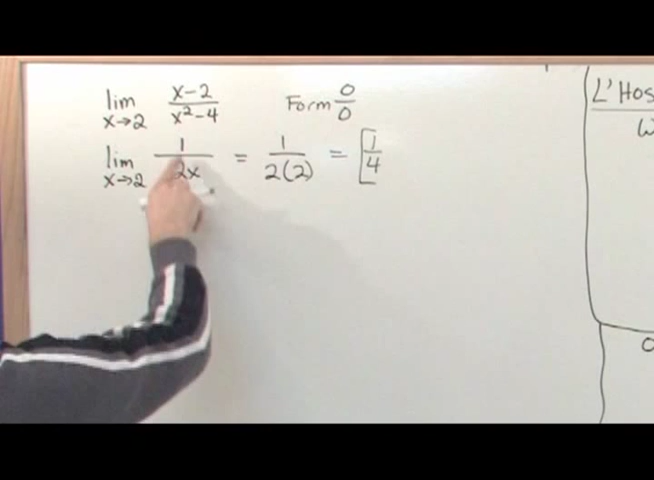 lim x→2 x-2/x²-4 Form 0/0
lim x→2 1/2x = 1/2(2) = 1/4
L'Hos